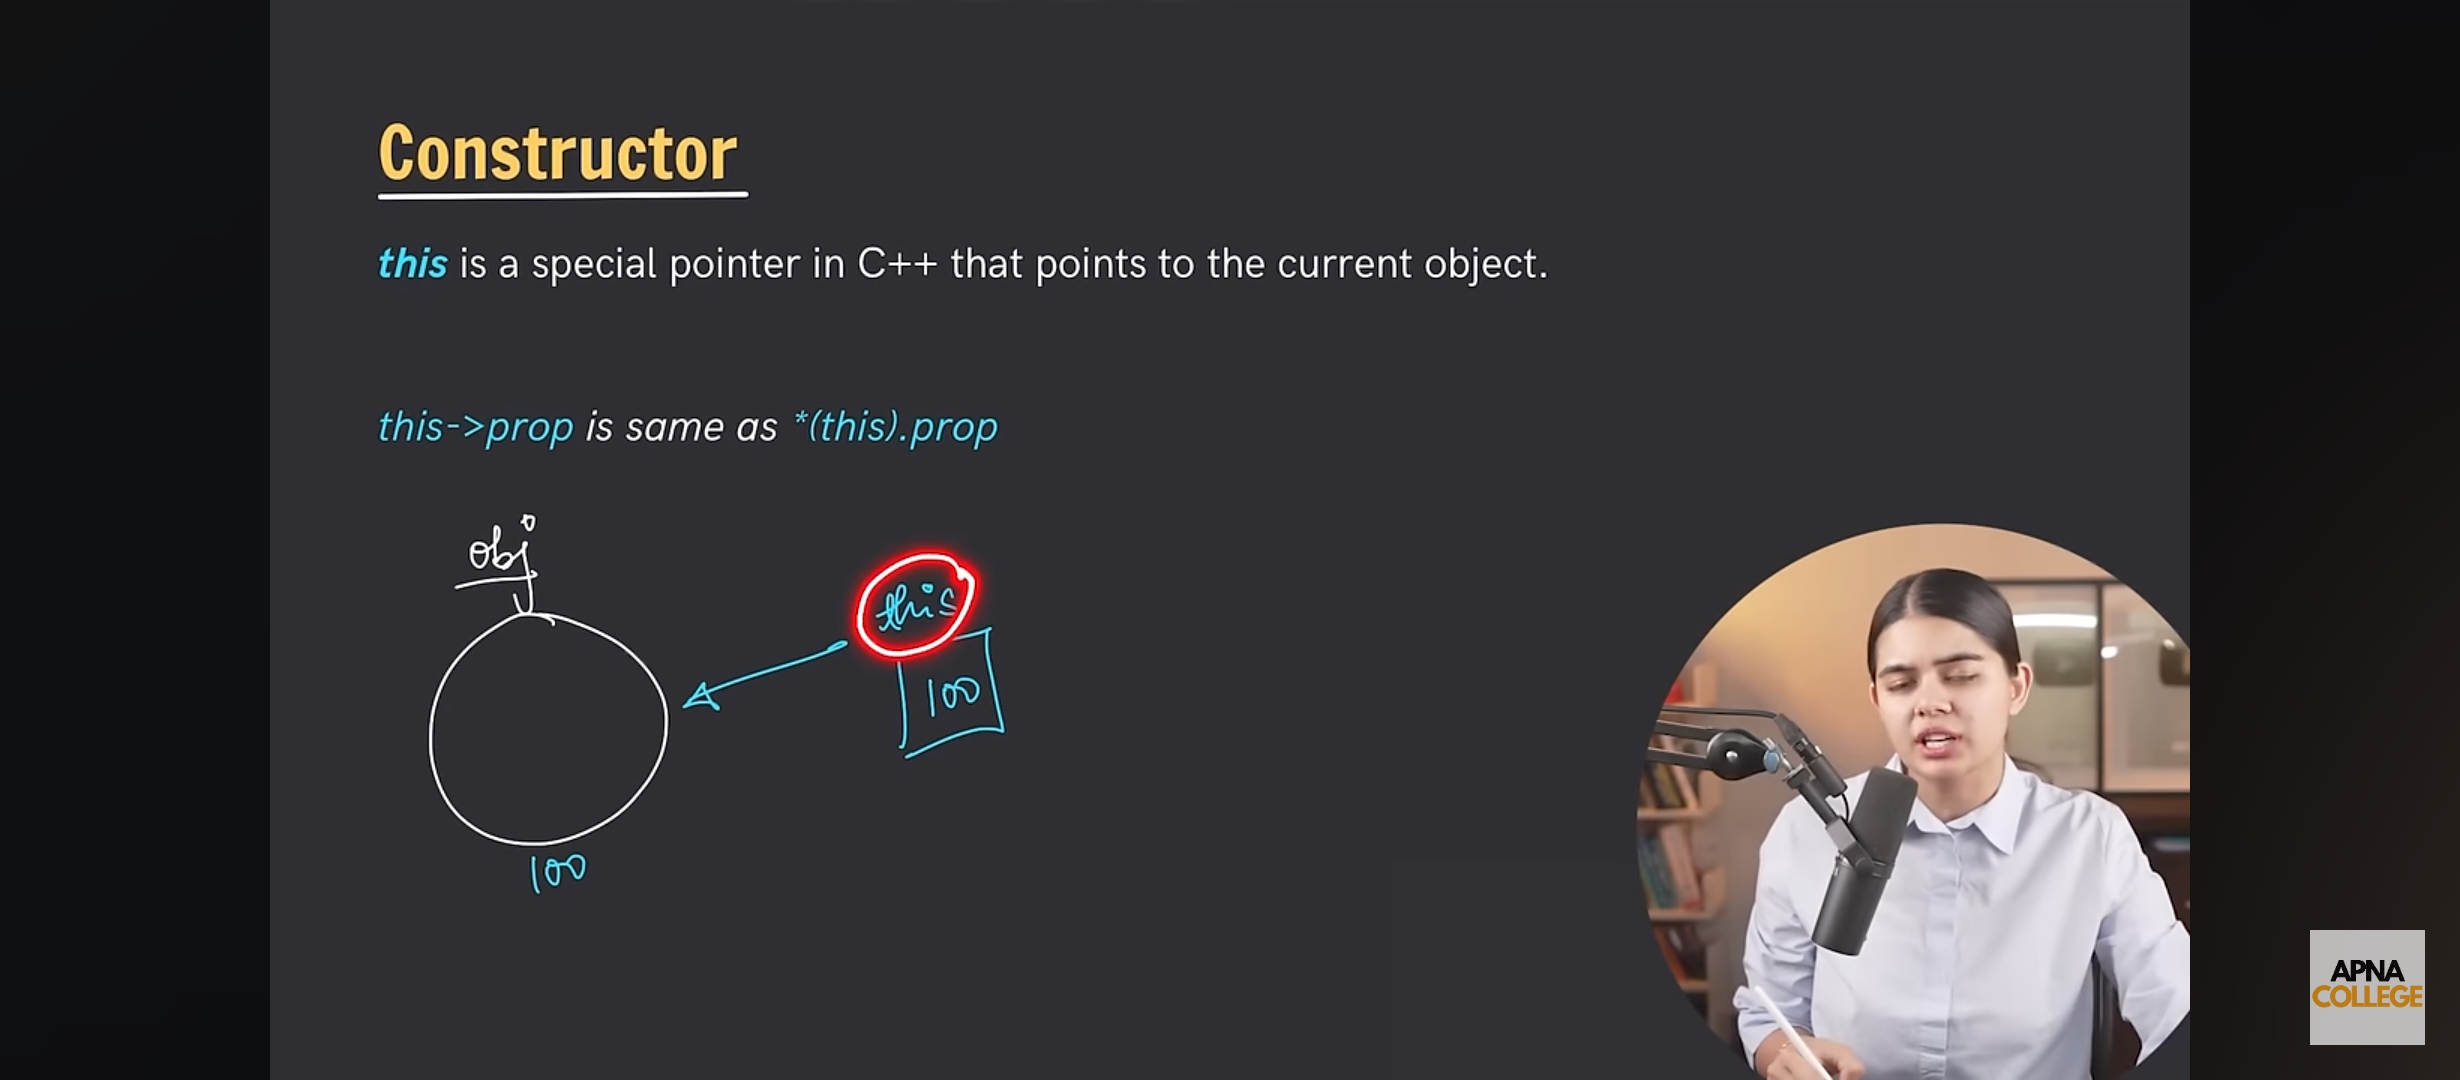 Constructor
this is a special pointer in C++ that points to the current object.
this->prop is same as *(this).prop
obj
this
100
100
APNA
COLLEGE